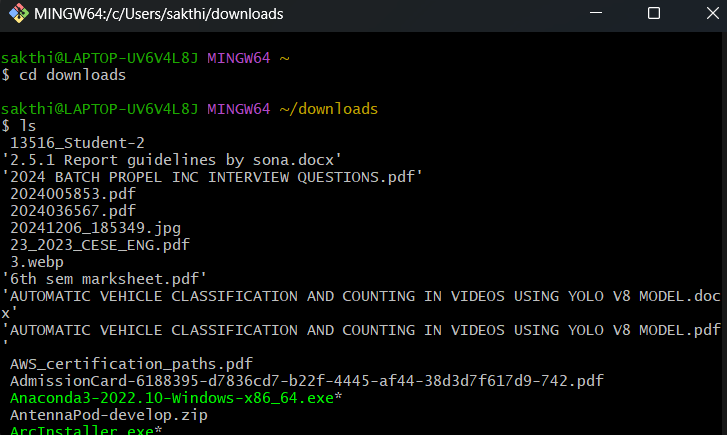 MINGW64:/c/Users/sakthi/downloads
sakthi@LAPTOP-UV6V4L8J MINGW64 ~
$ cd downloads
sakthi@LAPTOP-UV6V4L8J MINGW64 ~/downloads
$ ls
13516_Student-2
'2.5.1 Report guidelines by sona.docx'
'2024 BATCH PROPEL INC INTERVIEW QUESTIONS.pdf'
2024005853.pdf
2024036567.pdf
20241206_185349.jpg
23_2023_CESE_ENG.pdf
3.webp
'6th sem marksheet.pdf'
'AUTOMATIC VEHICLE CLASSIFICATION AND COUNTING IN VIDEOS USING YOLO V8 MODEL.doc
x'
'AUTOMATIC VEHICLE CLASSIFICATION AND COUNTING IN VIDEOS USING YOLO V8 MODEL.pdf
'
AWS_certification_paths.pdf
AdmissionCard-6188395-d7836cd7-b22f-4445-af44-38d3d7f617d9-742.pdf
Anaconda3-2022.10-Windows-x86_64.exe*
AntennaPod-develop.zip
ArcInstaller.exe*